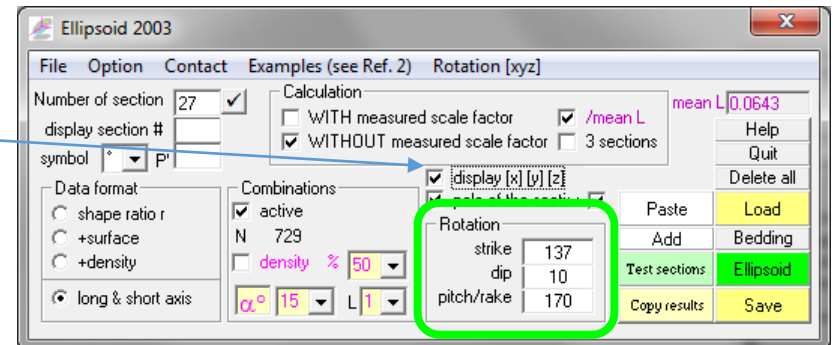 Ellipsoid 2003
File Option Contact Examples (see Ref. 2) Rotation [xyz]
Number of section 27
display section #
symbol ° P'
Calculation
WITH measured scale factor /mean L
WITHOUT measured scale factor 3 sections
mean L 0.0643
Help
Quit
Delete all
display [x] [y] [z]
Data format
shape ratio r
+surface
+density
long & short axis
Combinations
active
N 729
density % 50
α° 15 L 1
Rotation
strike 137
dip 10
pitch/rake 170
Paste Load
Add Bedding
Test sections Ellipsoid
Copy results Save